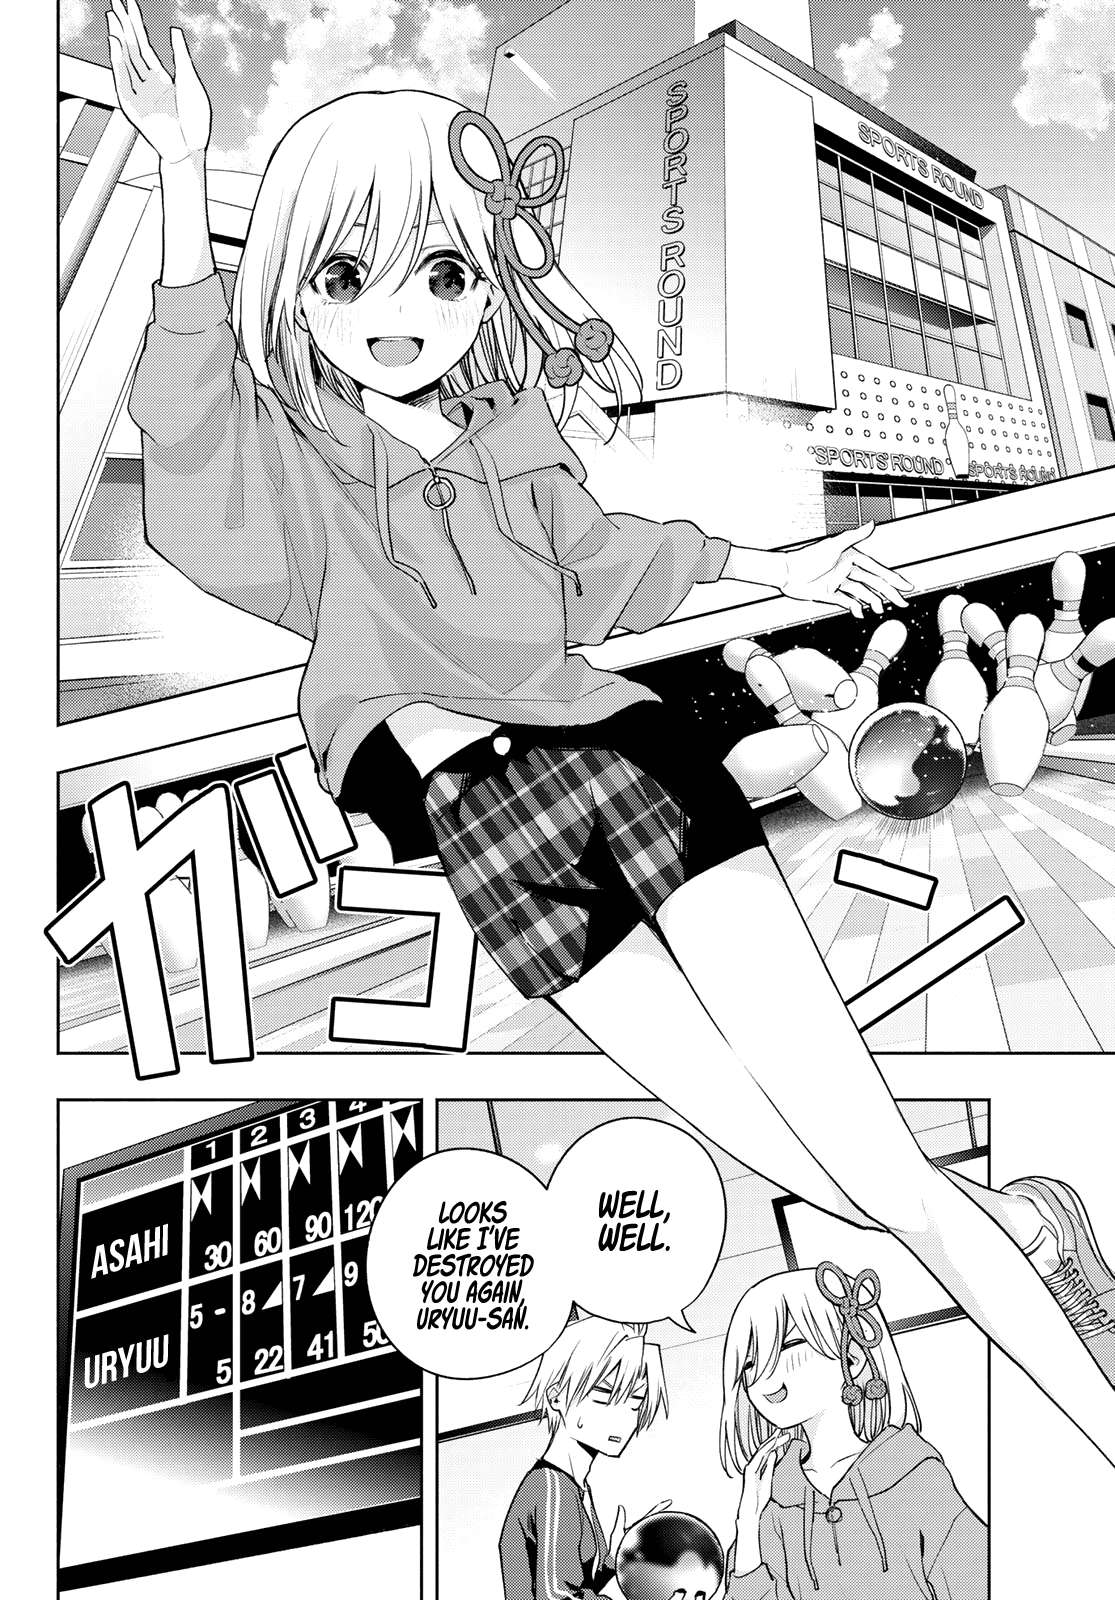 SPORTS ROUND
SPORTS ROUND
SPORTS ROUND
SPORTS ROUND
ガコーン
WELL,
WELL.
LOOKS
LIKE I'VE
DESTROYED
YOU AGAIN,
URYUU-SAN.
1 2 3 4
ASAHI 30 60 90 120
5 - 8 ◢ 7 ◢ 9
URYUU 5 22 41 50